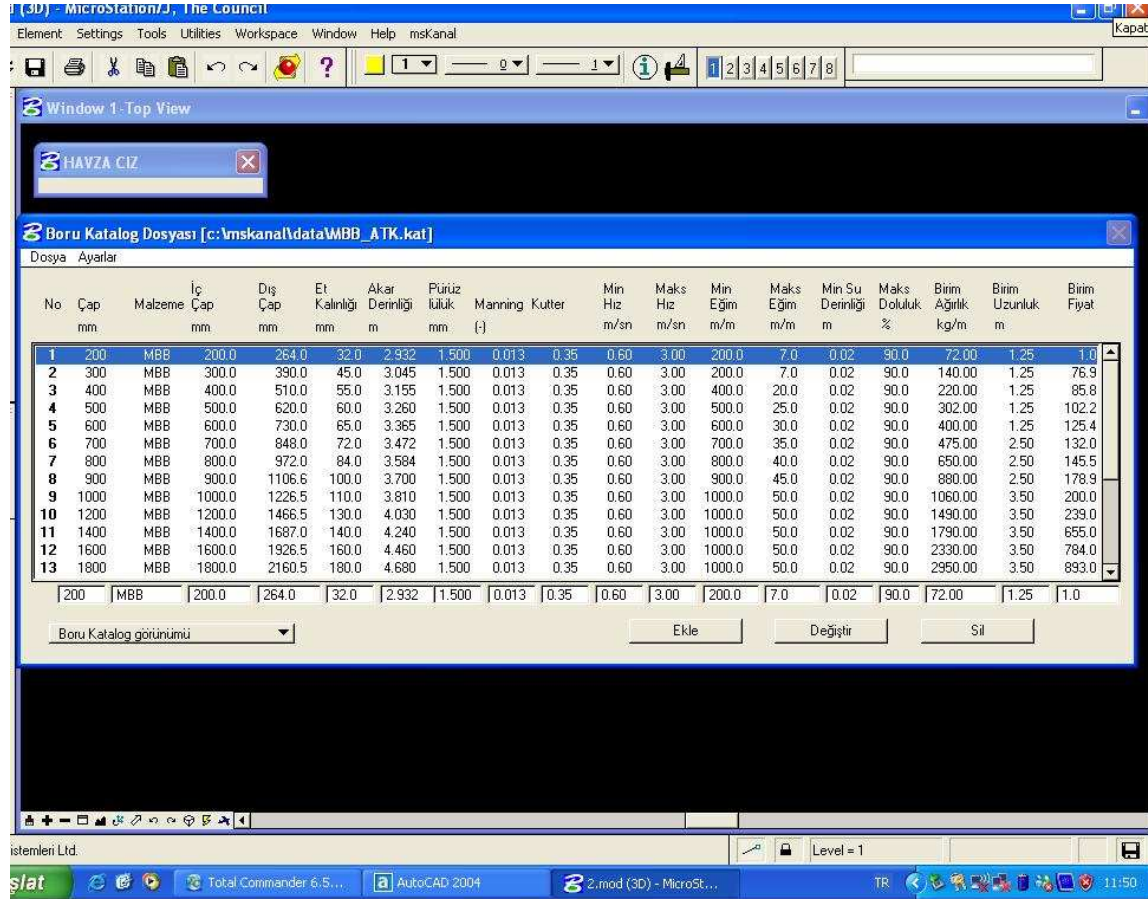 (3D) - MicroStation/J, The Council
Kapat
Element Settings Tools Utilities Workspace Window Help msKanal
? 1 0 1 1 2 3 4 5 6 7 8
Window 1-Top View
HAVZA CIZ
Boru Katalog Dosyası [c:\mskanal\data\MBB_ATK.kat]
Dosya Ayarlar
İç Dış Et Akar Pürüz Min Maks Min Maks Min Su Maks Birim Birim Birim
No Çap Malzeme Çap Çap Kalınlığı Derinliği lülük Manning Kutter Hız Hız Eğim Eğim Derinliği Doluluk Ağırlık Uzunluk Fiyat
mm mm mm mm m mm (-) m/sn m/sn m/m m/m m % kg/m m
1 200 MBB 200.0 264.0 32.0 2.932 1.500 0.013 0.35 0.60 3.00 200.0 7.0 0.02 90.0 72.00 1.25 1.0
2 300 MBB 300.0 390.0 45.0 3.045 1.500 0.013 0.35 0.60 3.00 200.0 7.0 0.02 90.0 140.00 1.25 76.9
3 400 MBB 400.0 510.0 55.0 3.155 1.500 0.013 0.35 0.60 3.00 400.0 20.0 0.02 90.0 220.00 1.25 85.8
4 500 MBB 500.0 620.0 60.0 3.260 1.500 0.013 0.35 0.60 3.00 500.0 25.0 0.02 90.0 302.00 1.25 102.2
5 600 MBB 600.0 730.0 65.0 3.365 1.500 0.013 0.35 0.60 3.00 600.0 30.0 0.02 90.0 400.00 1.25 125.4
6 700 MBB 700.0 848.0 72.0 3.472 1.500 0.013 0.35 0.60 3.00 700.0 35.0 0.02 90.0 475.00 2.50 132.0
7 800 MBB 800.0 972.0 84.0 3.584 1.500 0.013 0.35 0.60 3.00 800.0 40.0 0.02 90.0 650.00 2.50 145.5
8 900 MBB 900.0 1106.6 100.0 3.700 1.500 0.013 0.35 0.60 3.00 900.0 45.0 0.02 90.0 880.00 2.50 178.9
9 1000 MBB 1000.0 1226.5 110.0 3.810 1.500 0.013 0.35 0.60 3.00 1000.0 50.0 0.02 90.0 1060.00 3.50 200.0
10 1200 MBB 1200.0 1466.5 130.0 4.030 1.500 0.013 0.35 0.60 3.00 1000.0 50.0 0.02 90.0 1490.00 3.50 239.0
11 1400 MBB 1400.0 1687.0 140.0 4.240 1.500 0.013 0.35 0.60 3.00 1000.0 50.0 0.02 90.0 1790.00 3.50 655.0
12 1600 MBB 1600.0 1926.5 160.0 4.460 1.500 0.013 0.35 0.60 3.00 1000.0 50.0 0.02 90.0 2330.00 3.50 784.0
13 1800 MBB 1800.0 2160.5 180.0 4.680 1.500 0.013 0.35 0.60 3.00 1000.0 50.0 0.02 90.0 2950.00 3.50 893.0
200 MBB 200.0 264.0 32.0 2.932 1.500 0.013 0.35 0.60 3.00 200.0 7.0 0.02 90.0 72.00 1.25 1.0
Boru Katalog görünümü Ekle Değiştir Sil
istemleri Ltd. Level = 1
şlat Total Commander 6.5... AutoCAD 2004 2.mod (3D) - MicroSt... TR 11:50